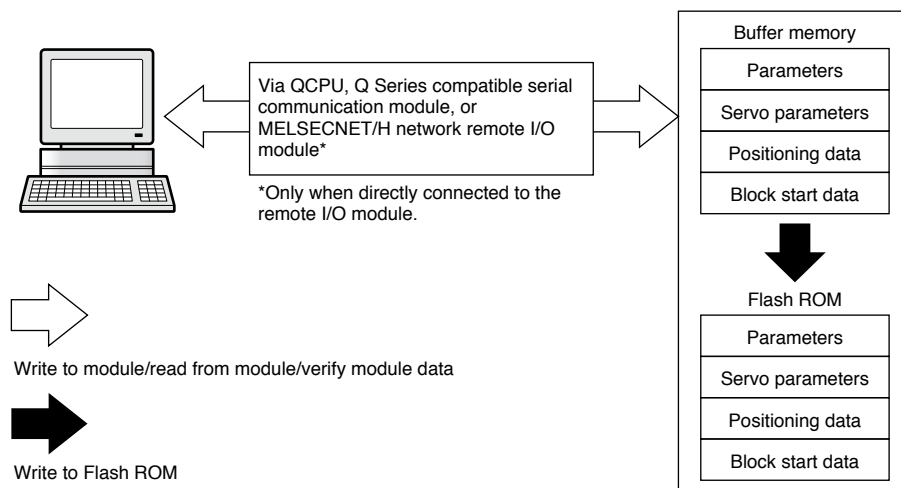 Via QCPU, Q Series compatible serial
communication module, or
MELSECNET/H network remote I/O
module*
*Only when directly connected to the
remote I/O module.
Buffer memory
Parameters
Servo parameters
Positioning data
Block start data
Flash ROM
Parameters
Servo parameters
Positioning data
Block start data
Write to module/read from module/verify module data
Write to Flash ROM